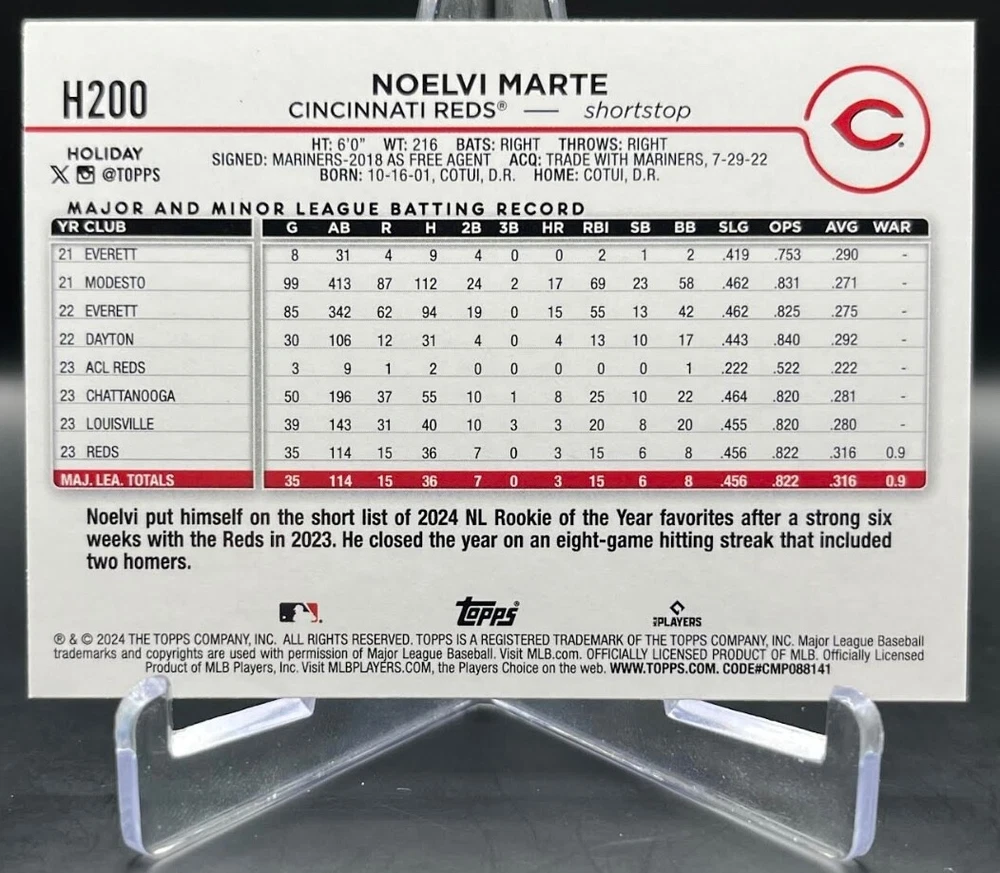 H200
NOELVI MARTE
CINCINNATI REDS® — shortstop
HOLIDAY
X @TOPPS
HT: 6'0" WT: 216 BATS: RIGHT THROWS: RIGHT
SIGNED: MARINERS-2018 AS FREE AGENT ACQ: TRADE WITH MARINERS, 7-29-22
BORN: 10-16-01, COTUI, D.R. HOME: COTUI, D.R.
C
MAJOR AND MINOR LEAGUE BATTING RECORD
YR CLUB G AB R H 2B 3B HR RBI SB BB SLG OPS AVG WAR
21 EVERETT 8 31 4 9 4 0 0 2 1 2 .419 .753 .290 -
21 MODESTO 99 413 87 112 24 2 17 69 23 58 .462 .831 .271 -
22 EVERETT 85 342 62 94 19 0 15 55 13 42 .462 .825 .275 -
22 DAYTON 30 106 12 31 4 0 4 13 10 17 .443 .840 .292 -
23 ACL REDS 3 9 1 2 0 0 0 0 0 1 .222 .522 .222 -
23 CHATTANOOGA 50 196 37 55 10 1 8 25 10 22 .464 .820 .281 -
23 LOUISVILLE 39 143 31 40 10 3 3 20 8 20 .455 .820 .280 -
23 REDS 35 114 15 36 7 0 3 15 6 8 .456 .822 .316 0.9
MAJ. LEA. TOTALS 35 114 15 36 7 0 3 15 6 8 .456 .822 .316 0.9
Noelvi put himself on the short list of 2024 NL Rookie of the Year favorites after a strong six
weeks with the Reds in 2023. He closed the year on an eight-game hitting streak that included
two homers.
topps®
MLB PLAYERS
® & © 2024 THE TOPPS COMPANY, INC. ALL RIGHTS RESERVED. TOPPS IS A REGISTERED TRADEMARK OF THE TOPPS COMPANY, INC. Major League Baseball
trademarks and copyrights are used with permission of Major League Baseball. Visit MLB.com. OFFICIALLY LICENSED PRODUCT OF MLB. Officially Licensed
Product of MLB Players, Inc. Visit MLBPLAYERS.COM, the Players Choice on the web. WWW.TOPPS.COM. CODE#CMP088141